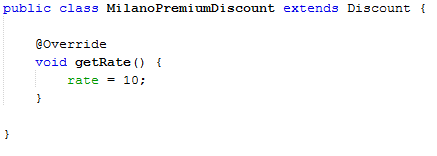 public class MilanoPremiumDiscount extends Discount {
@Override
void getRate() {
rate = 10;
}
}